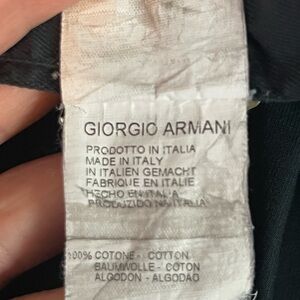 GIORGIO ARMANI
PRODOTTO IN ITALIA
MADE IN ITALY
IN ITALIEN GEMACHT
FABRIQUE EN ITALIE
HECHO EN ITALIA
PRODUZIDO NA ITALIA
100% COTONE - COTTON
BAUMWOLLE - COTON
ALGODON - ALGODAO